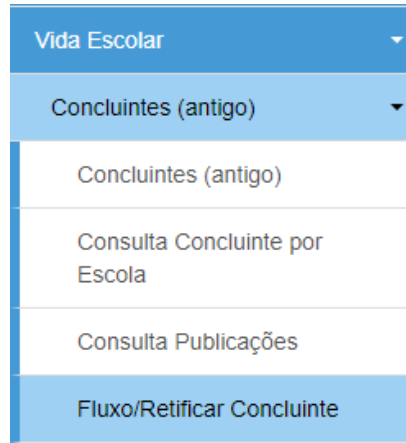 Vida Escolar
Concluintes (antigo)
Concluintes (antigo)
Consulta Concluinte por
Escola
Consulta Publicações
Fluxo/Retificar Concluinte